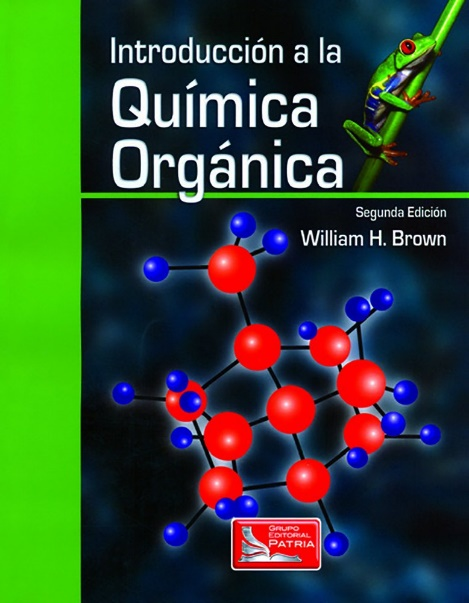 Introducción a la
Química
Orgánica
Segunda Edición
William H. Brown
GRUPO
EDITORIAL
PATRIA